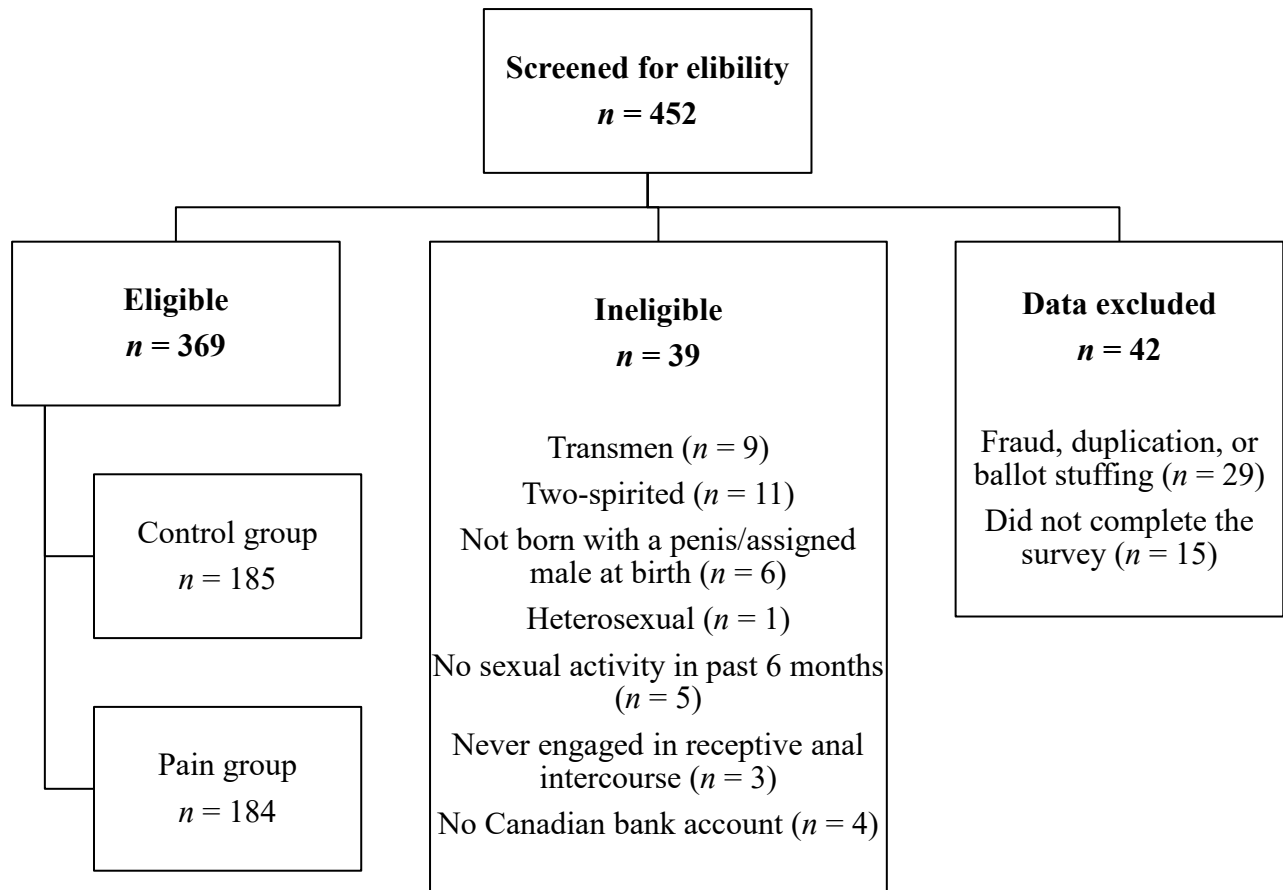 Screened for elibility
n = 452
Eligible
n = 369
Control group
n = 185
Pain group
n = 184
Ineligible
n = 39
Transmen (n = 9)
Two-spirited (n = 11)
Not born with a penis/assigned
male at birth (n = 6)
Heterosexual (n = 1)
No sexual activity in past 6 months
(n = 5)
Never engaged in receptive anal
intercourse (n = 3)
No Canadian bank account (n = 4)
Data excluded
n = 42
Fraud, duplication, or
ballot stuffing (n = 29)
Did not complete the
survey (n = 15)